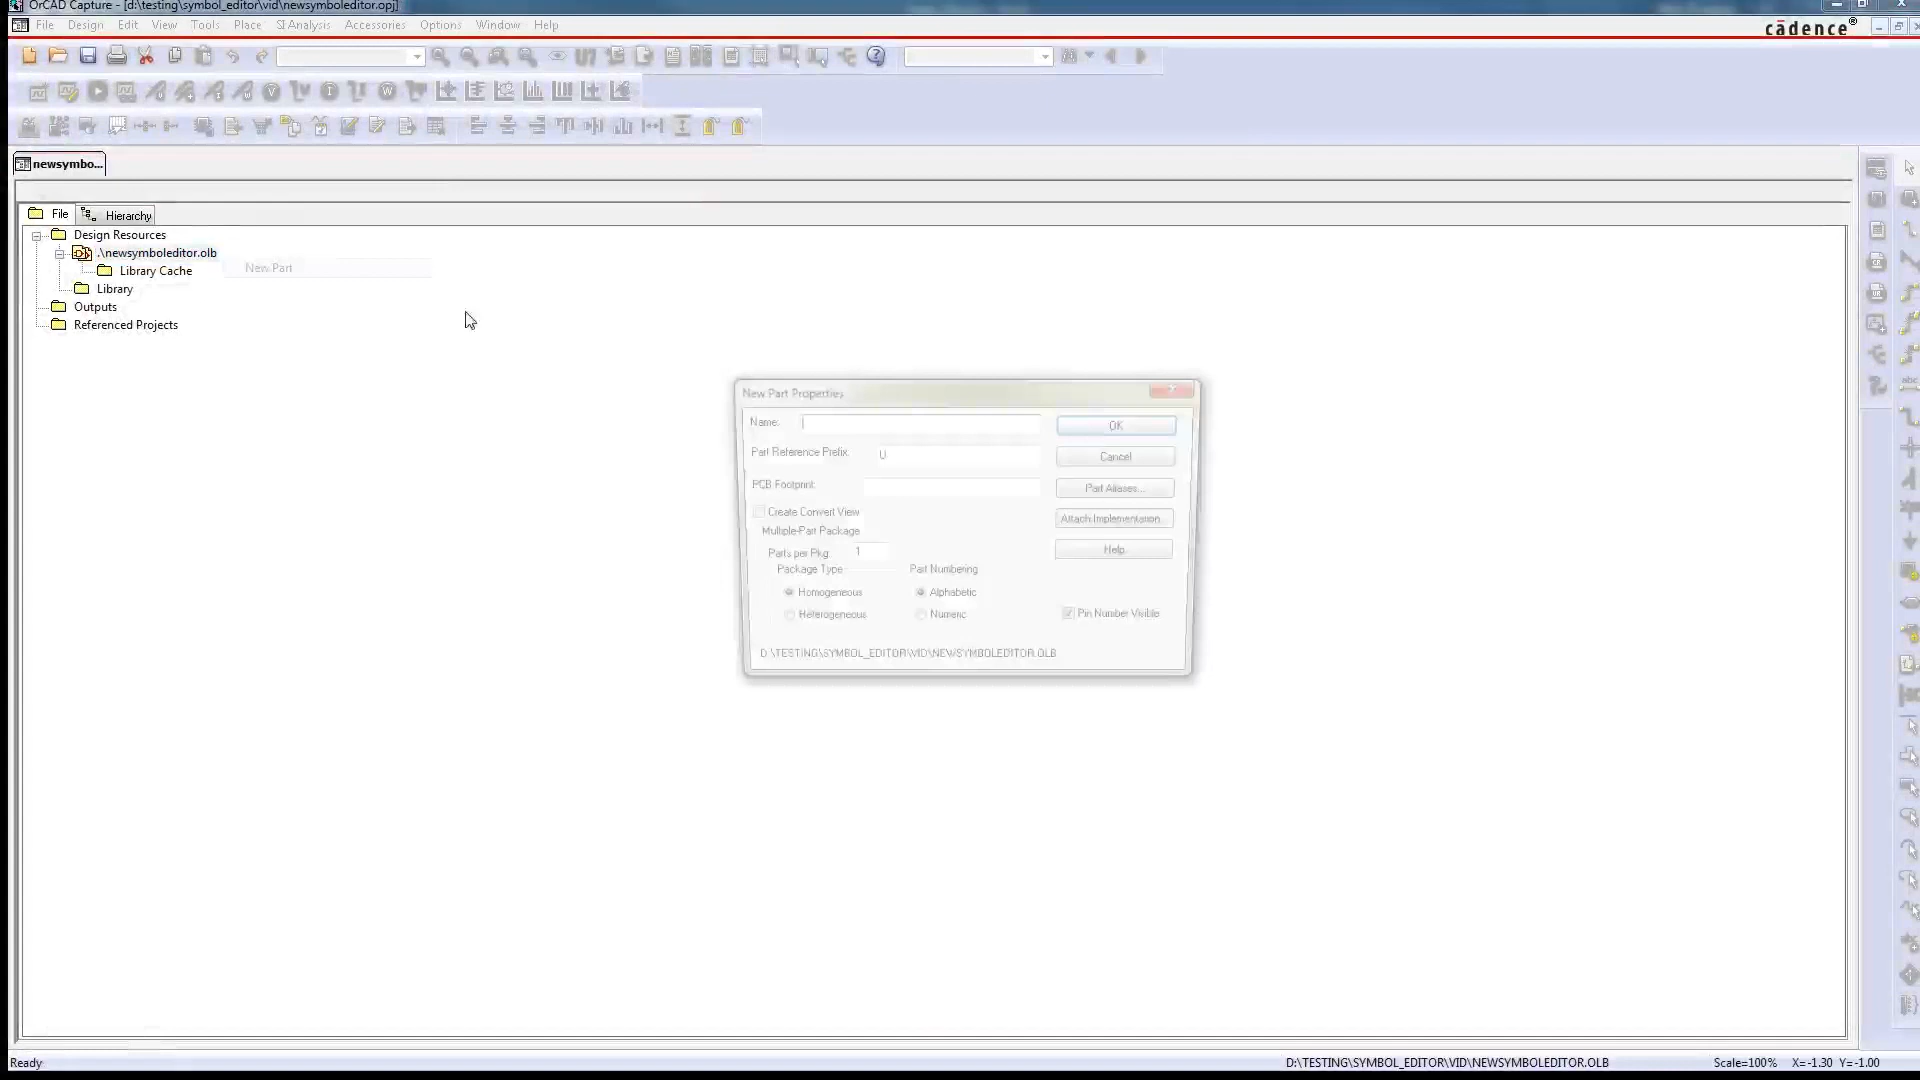 OrCAD Capture - [d:\testing\symbol_editor\vid\newsymboleditor.opj]
File Design Edit View Tools Place SI Analysis Accessories Options Window Help
cādence®
newsymbo...
File Hierarchy
Design Resources
.\newsymboleditor.olb
Library Cache
New Part
Library
Outputs
Referenced Projects
New Part Properties
Name:
OK
Part Reference Prefix:
U
Cancel
PCB Footprint:
Part Aliases...
Create Convert View
Attach Implementation...
Multiple-Part Package
Parts per Pkg:
1
Help
Package Type
Part Numbering
Homogeneous
Alphabetic
Heterogeneous
Numeric
Pin Number Visible
D:\TESTING\SYMBOL_EDITOR\VID\NEWSYMBOLEDITOR.OLB
Ready
D:\TESTING\SYMBOL_EDITOR\VID\NEWSYMBOLEDITOR.OLB
Scale=100%
X=-1.30 Y=-1.00